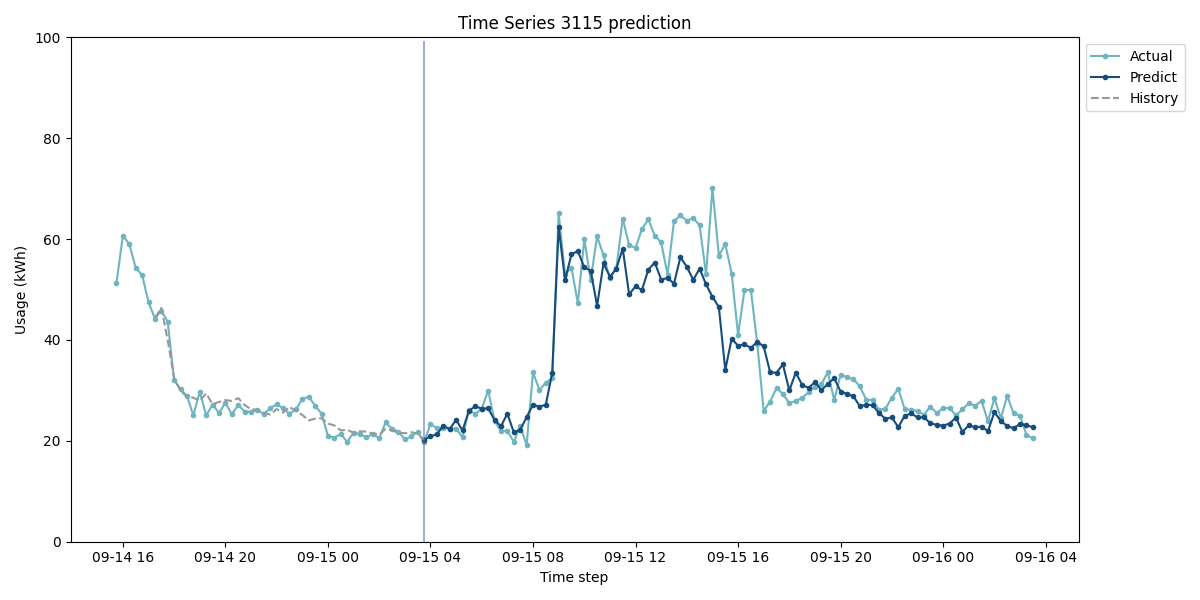 Time Series 3115 prediction
100
80
60
40
20
0
Usage (kWh)
09-14 16
09-14 20
09-15 00
09-15 04
09-15 08
09-15 12
09-15 16
09-15 20
09-16 00
09-16 04
Time step
Actual
Predict
History